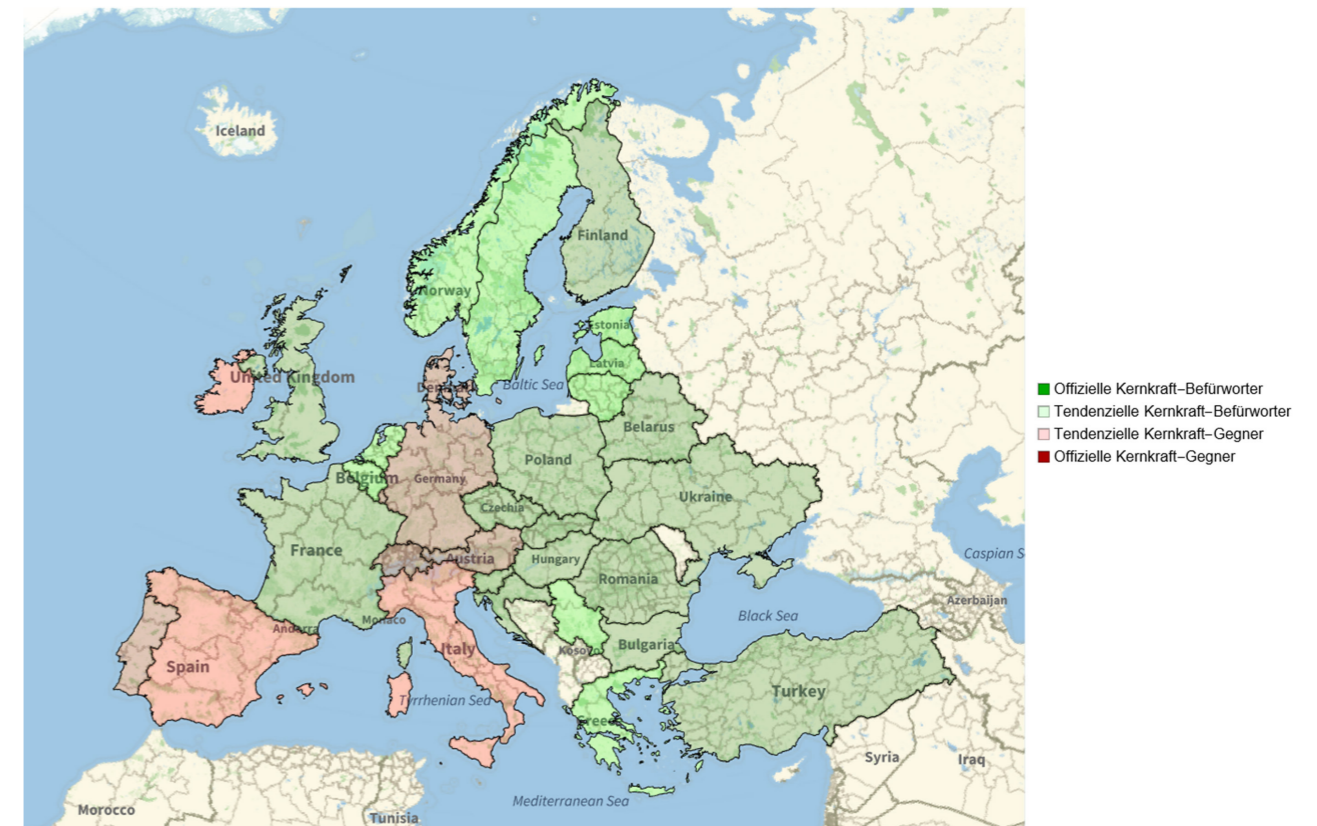 Iceland
Finland
Norway
Estonia
Latvia
United Kingdom
Denmark
Baltic Sea
Belarus
Poland
Belgium
Germany
Ukraine
Czechia
France
Austria
Hungary
Romania
Caspian S
Azerbaijan
Black Sea
Monaco
Andorra
Bulgaria
Kosovo
Italy
Spain
Turkey
Tyrrhenian Sea
Greece
Syria
Iraq
Mediterranean Sea
Morocco
Tunisia
Offizielle Kernkraft–Befürworter
Tendenzielle Kernkraft–Befürworter
Tendenzielle Kernkraft–Gegner
Offizielle Kernkraft–Gegner